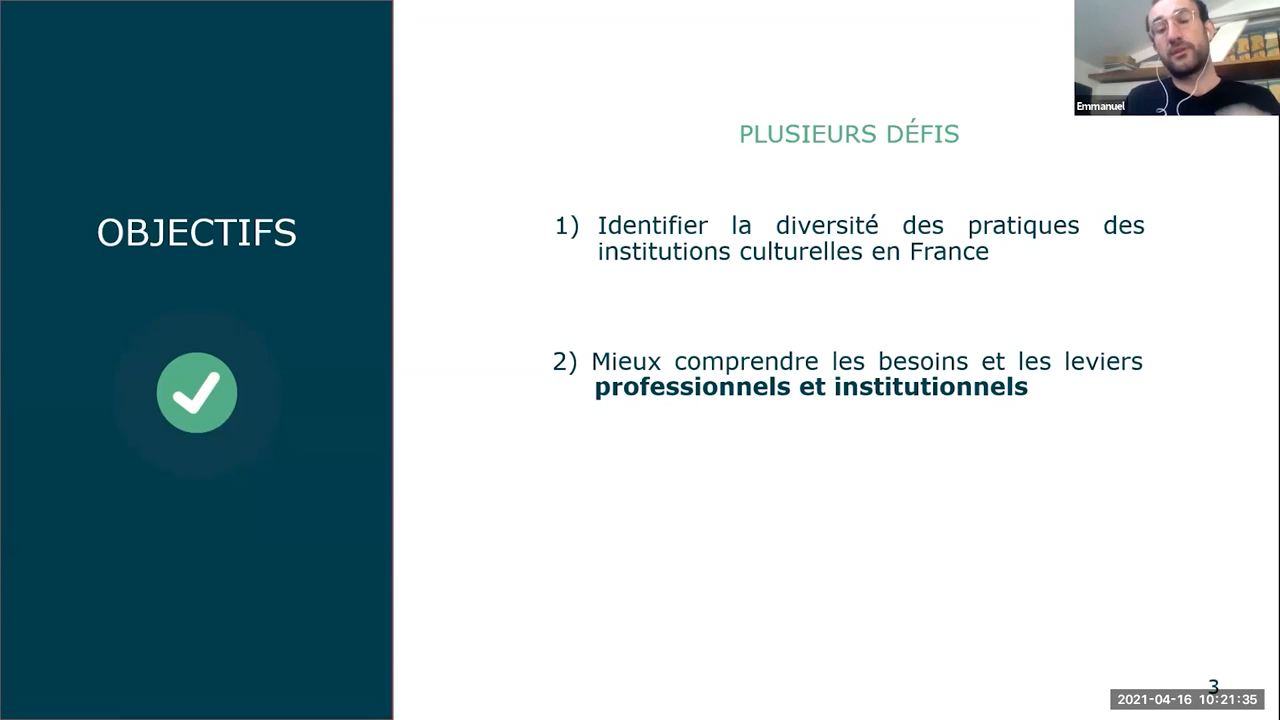 OBJECTIFS
PLUSIEURS DÉFIS
1) Identifier la diversité des pratiques des
institutions culturelles en France
2) Mieux comprendre les besoins et les leviers
professionnels et institutionnels
Emmanuel
3
2021-04-16 10:21:35